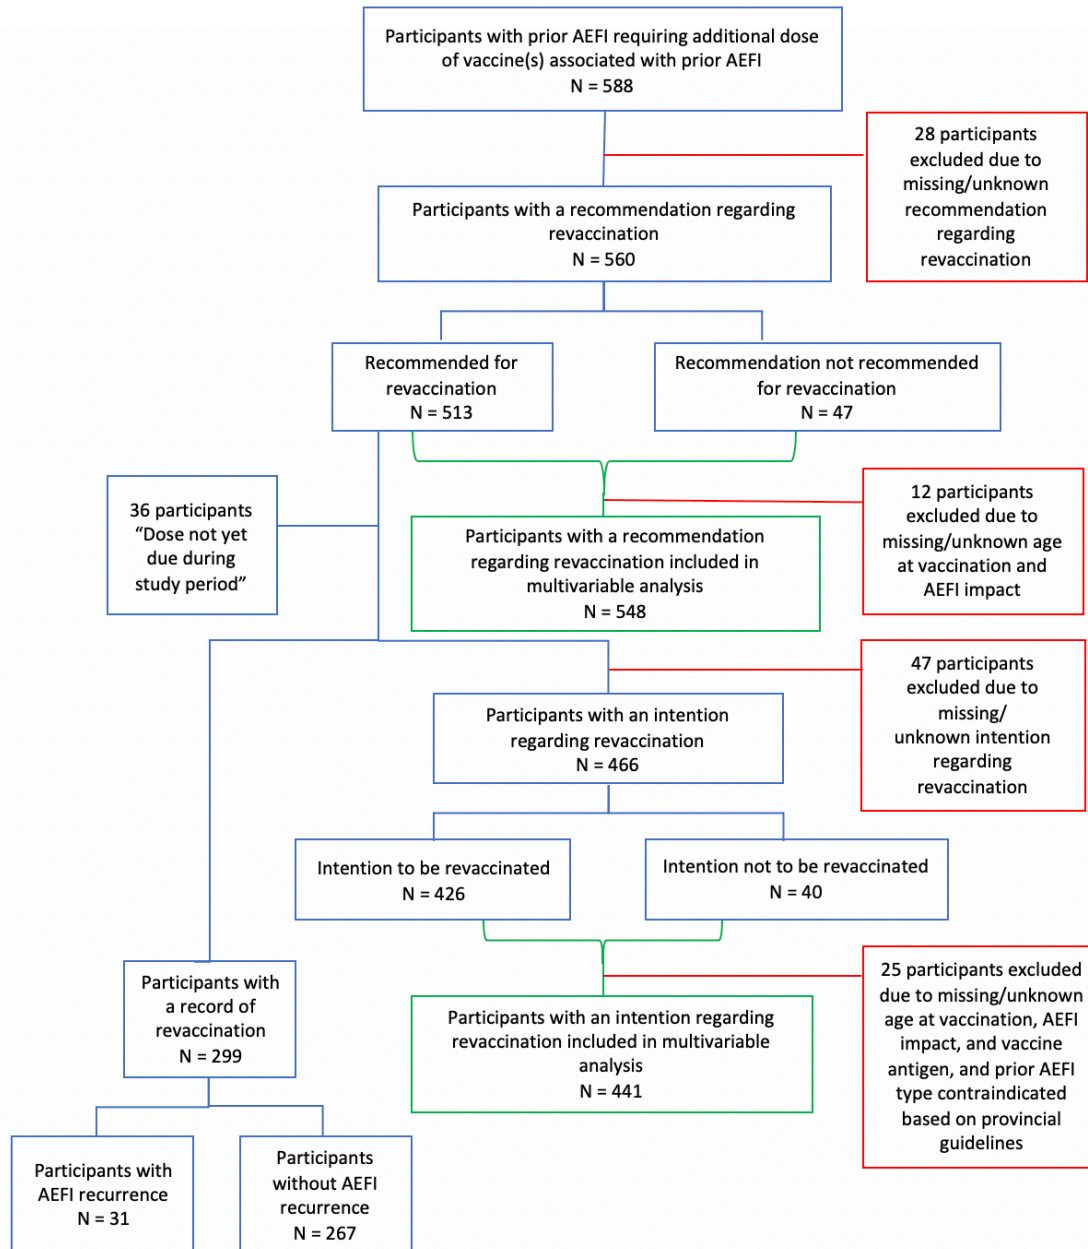 Participants with prior AEFI requiring additional dose
of vaccine(s) associated with prior AEFI
N = 588
28 participants
excluded due to
missing/unknown
recommendation
regarding
revaccination
Participants with a recommendation regarding
revaccination
N = 560
Recommended for
revaccination
N = 513
Recommendation not recommended
for revaccination
N = 47
36 participants
“Dose not yet
due during
study period”
12 participants
excluded due to
missing/unknown age
at vaccination and
AEFI impact
Participants with a recommendation
regarding revaccination included in
multivariable analysis
N = 548
47 participants
excluded due to
missing/
unknown intention
regarding
revaccination
Participants with an intention
regarding revaccination
N = 466
Intention to be revaccinated
N = 426
Intention not to be revaccinated
N = 40
Participants with
a record of
revaccination
N = 299
Participants with an intention regarding
revaccination included in multivariable
analysis
N = 441
25 participants excluded
due to missing/unknown
age at vaccination, AEFI
impact, and vaccine
antigen, and prior AEFI
type contraindicated
based on provincial
guidelines
Participants with
AEFI recurrence
N = 31
Participants
without AEFI
recurrence
N = 267